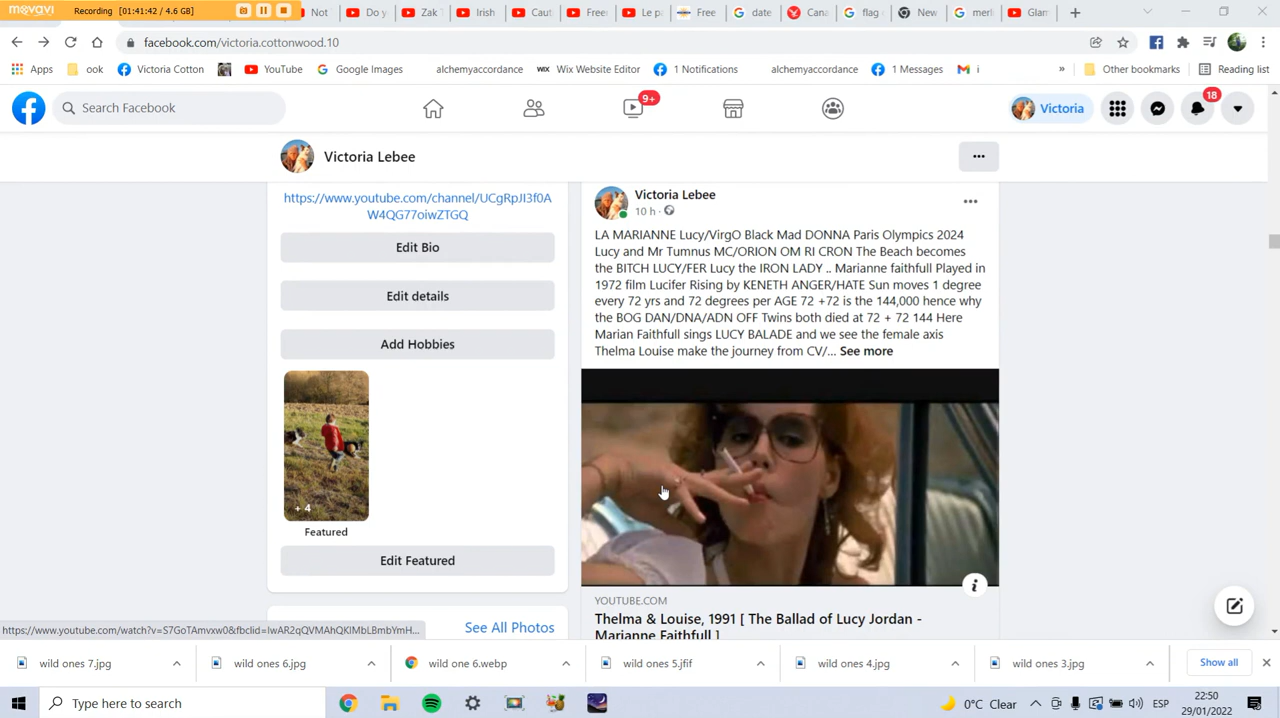 movavi
Recording (01:41:42 / 4.6 GB)
Not
Do y
Zak
Irish
Caut
Free
Le pa
Free
date
Cana
flag
New
merl
Glan
facebook.com/victoria.cottonwood.10
Apps
ook
Victoria Cotton
YouTube
Google Images
alchemyaccordance
WIX Wix Website Editor
1 Notifications
alchemyaccordance
1 Messages
i
»
Other bookmarks
Reading list
Search Facebook
9+
Victoria
18
Victoria Lebee
https://www.youtube.com/channel/UCgRpJI3f0A
W4QG77oiwZTGQ
Edit Bio
Edit details
Add Hobbies
+ 4
Featured
Edit Featured
See All Photos
Victoria Lebee
10 h ·
LA MARIANNE Lucy/VirgO Black Mad DONNA Paris Olympics 2024
Lucy and Mr Tumnus MC/ORION OM RI CRON The Beach becomes
the BITCH LUCY/FER Lucy the IRON LADY .. Marianne faithfull Played in
1972 film Lucifer Rising by KENETH ANGER/HATE Sun moves 1 degree
every 72 yrs and 72 degrees per AGE 72 +72 is the 144,000 hence why
the BOG DAN/DNA/ADN OFF Twins both died at 72 + 72 144 Here
Marian Faithfull sings LUCY BALADE and we see the female axis
Thelma Louise make the journey from CV/... See more
YOUTUBE.COM
Thelma & Louise, 1991 [ The Ballad of Lucy Jordan -
Marianne Faithfull ]
https://www.youtube.com/watch?v=S7GoTAmvxw0&fbclid=IwAR2qQVMAhQKIMbLBmbYmH...
wild ones 7.jpg
wild ones 6.jpg
wild one 6.webp
wild ones 5.jfif
wild ones 4.jpg
wild ones 3.jpg
Show all
Type here to search
0°C Clear
ESP
22:50
29/01/2022